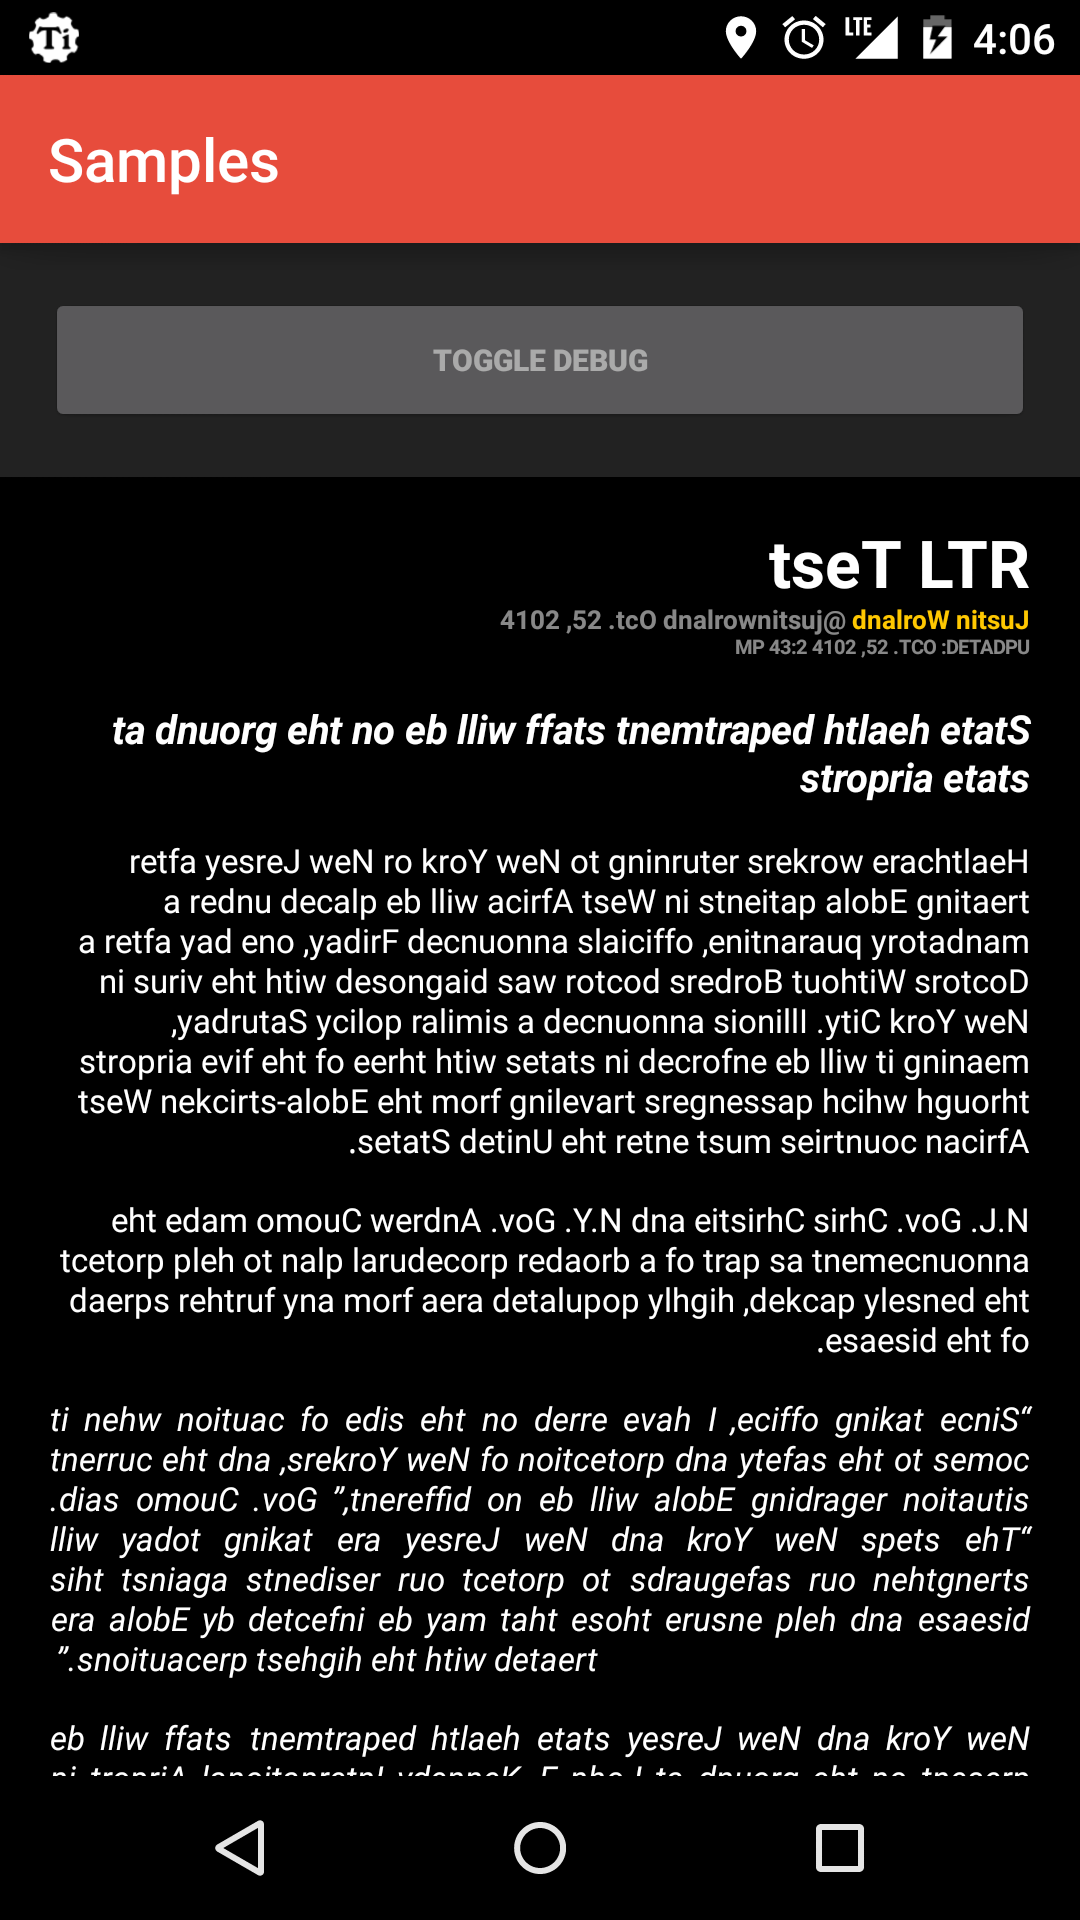 Ti
LTE
4:06
Samples
TOGGLE DEBUG
tseT LTR
4102 ,52 .tcO dnalrownitsuj@ dnalroW nitsuJ
MP 43:2 4102 ,52 .TCO :DETADPU
ta dnuorg eht no eb lliw ffats tnemtraped htlaeh etatS
stropria etats
retfa yesreJ weN ro kroY weN ot gninruter srekrow erachtlaeH
a rednu decalp eb lliw acirfA tseW ni stneitap alobE gnitaert
a retfa yad eno ,yadirF decnuonna slaiciffo ,enitnarauq yrotadnam
ni suriv eht htiw desongaid saw rotcod sredroB tuohtiW srotcoD
,yadrutaS ycilop ralimis a decnuonna sionillI .ytiC kroY weN
stropria evif eht fo eerht htiw setats ni decrofne eb lliw ti gninaem
tseW nekcirts-alobE eht morf gnilevart sregnessap hcihw hguorht
.setatS detinU eht retne tsum seirtnuoc nacirfA
eht edam omouC werdnA .voG .Y.N dna eitsirhC sirhC .voG .J.N
tcetorp pleh ot nalp larudecorp redaorb a fo trap sa tnemecnuonna
daerps rehtruf yna morf aera detalupop ylhgih ,dekcap ylesned eht
.esaesid eht fo
ti nehw noituac fo edis eht no derre evah I ,eciffo gnikat ecniS“
tnerruc eht dna ,srekroY weN fo noitcetorp dna ytefas eht ot semoc
.dias omouC .voG ”,tnereffid on eb lliw alobE gnidrager noitautis
lliw yadot gnikat era yesreJ weN dna kroY weN spets ehT“
siht tsniaga stnediser ruo tcetorp ot sdraugefas ruo nehtgnerts
era alobE yb detcefni eb yam taht esoht erusne pleh dna esaesid
”.snoituacerp tsehgih eht htiw detaert
eb lliw ffats tnemtraped htlaeh etats yesreJ weN dna kroY weN